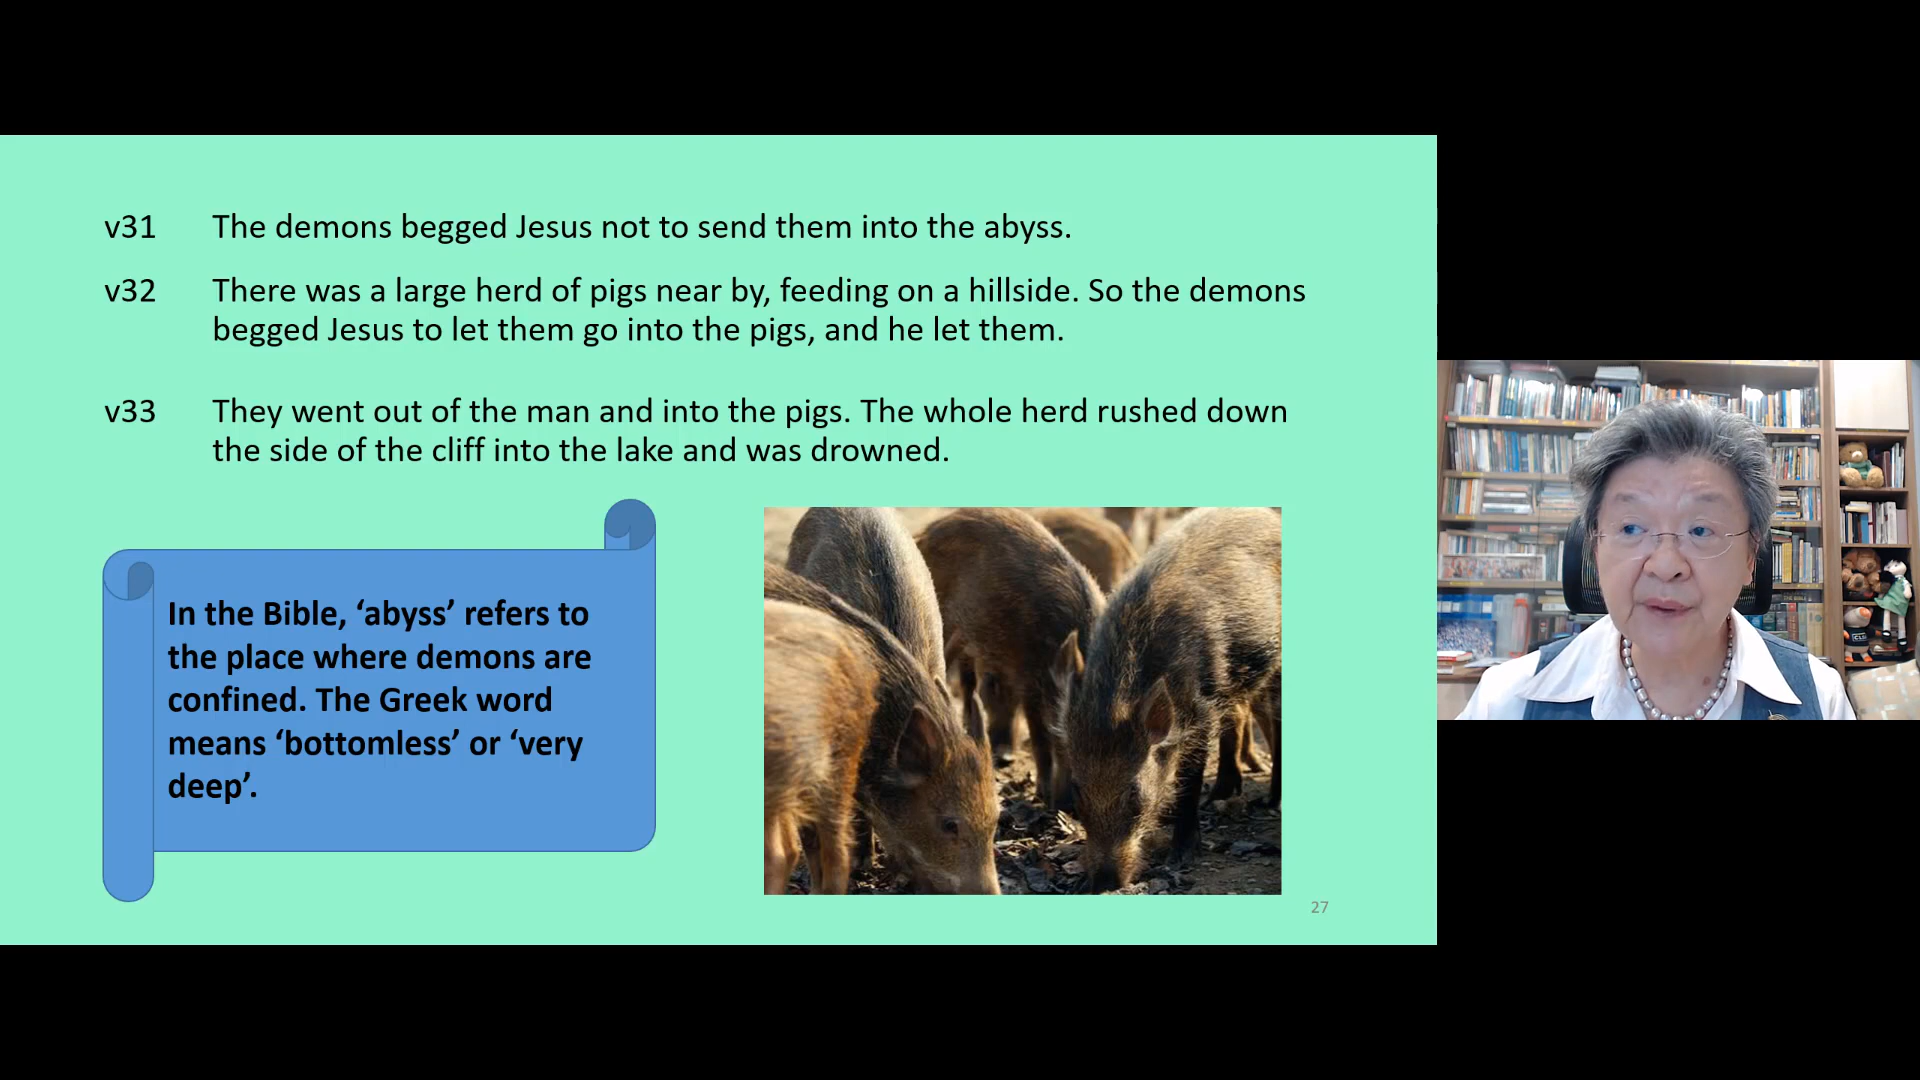 v31 The demons begged Jesus not to send them into the abyss.
v32 There was a large herd of pigs near by, feeding on a hillside. So the demons
begged Jesus to let them go into the pigs, and he let them.
v33 They went out of the man and into the pigs. The whole herd rushed down
the side of the cliff into the lake and was drowned.
In the Bible, ‘abyss’ refers to
the place where demons are
confined. The Greek word
means ‘bottomless’ or ‘very
deep’.
27